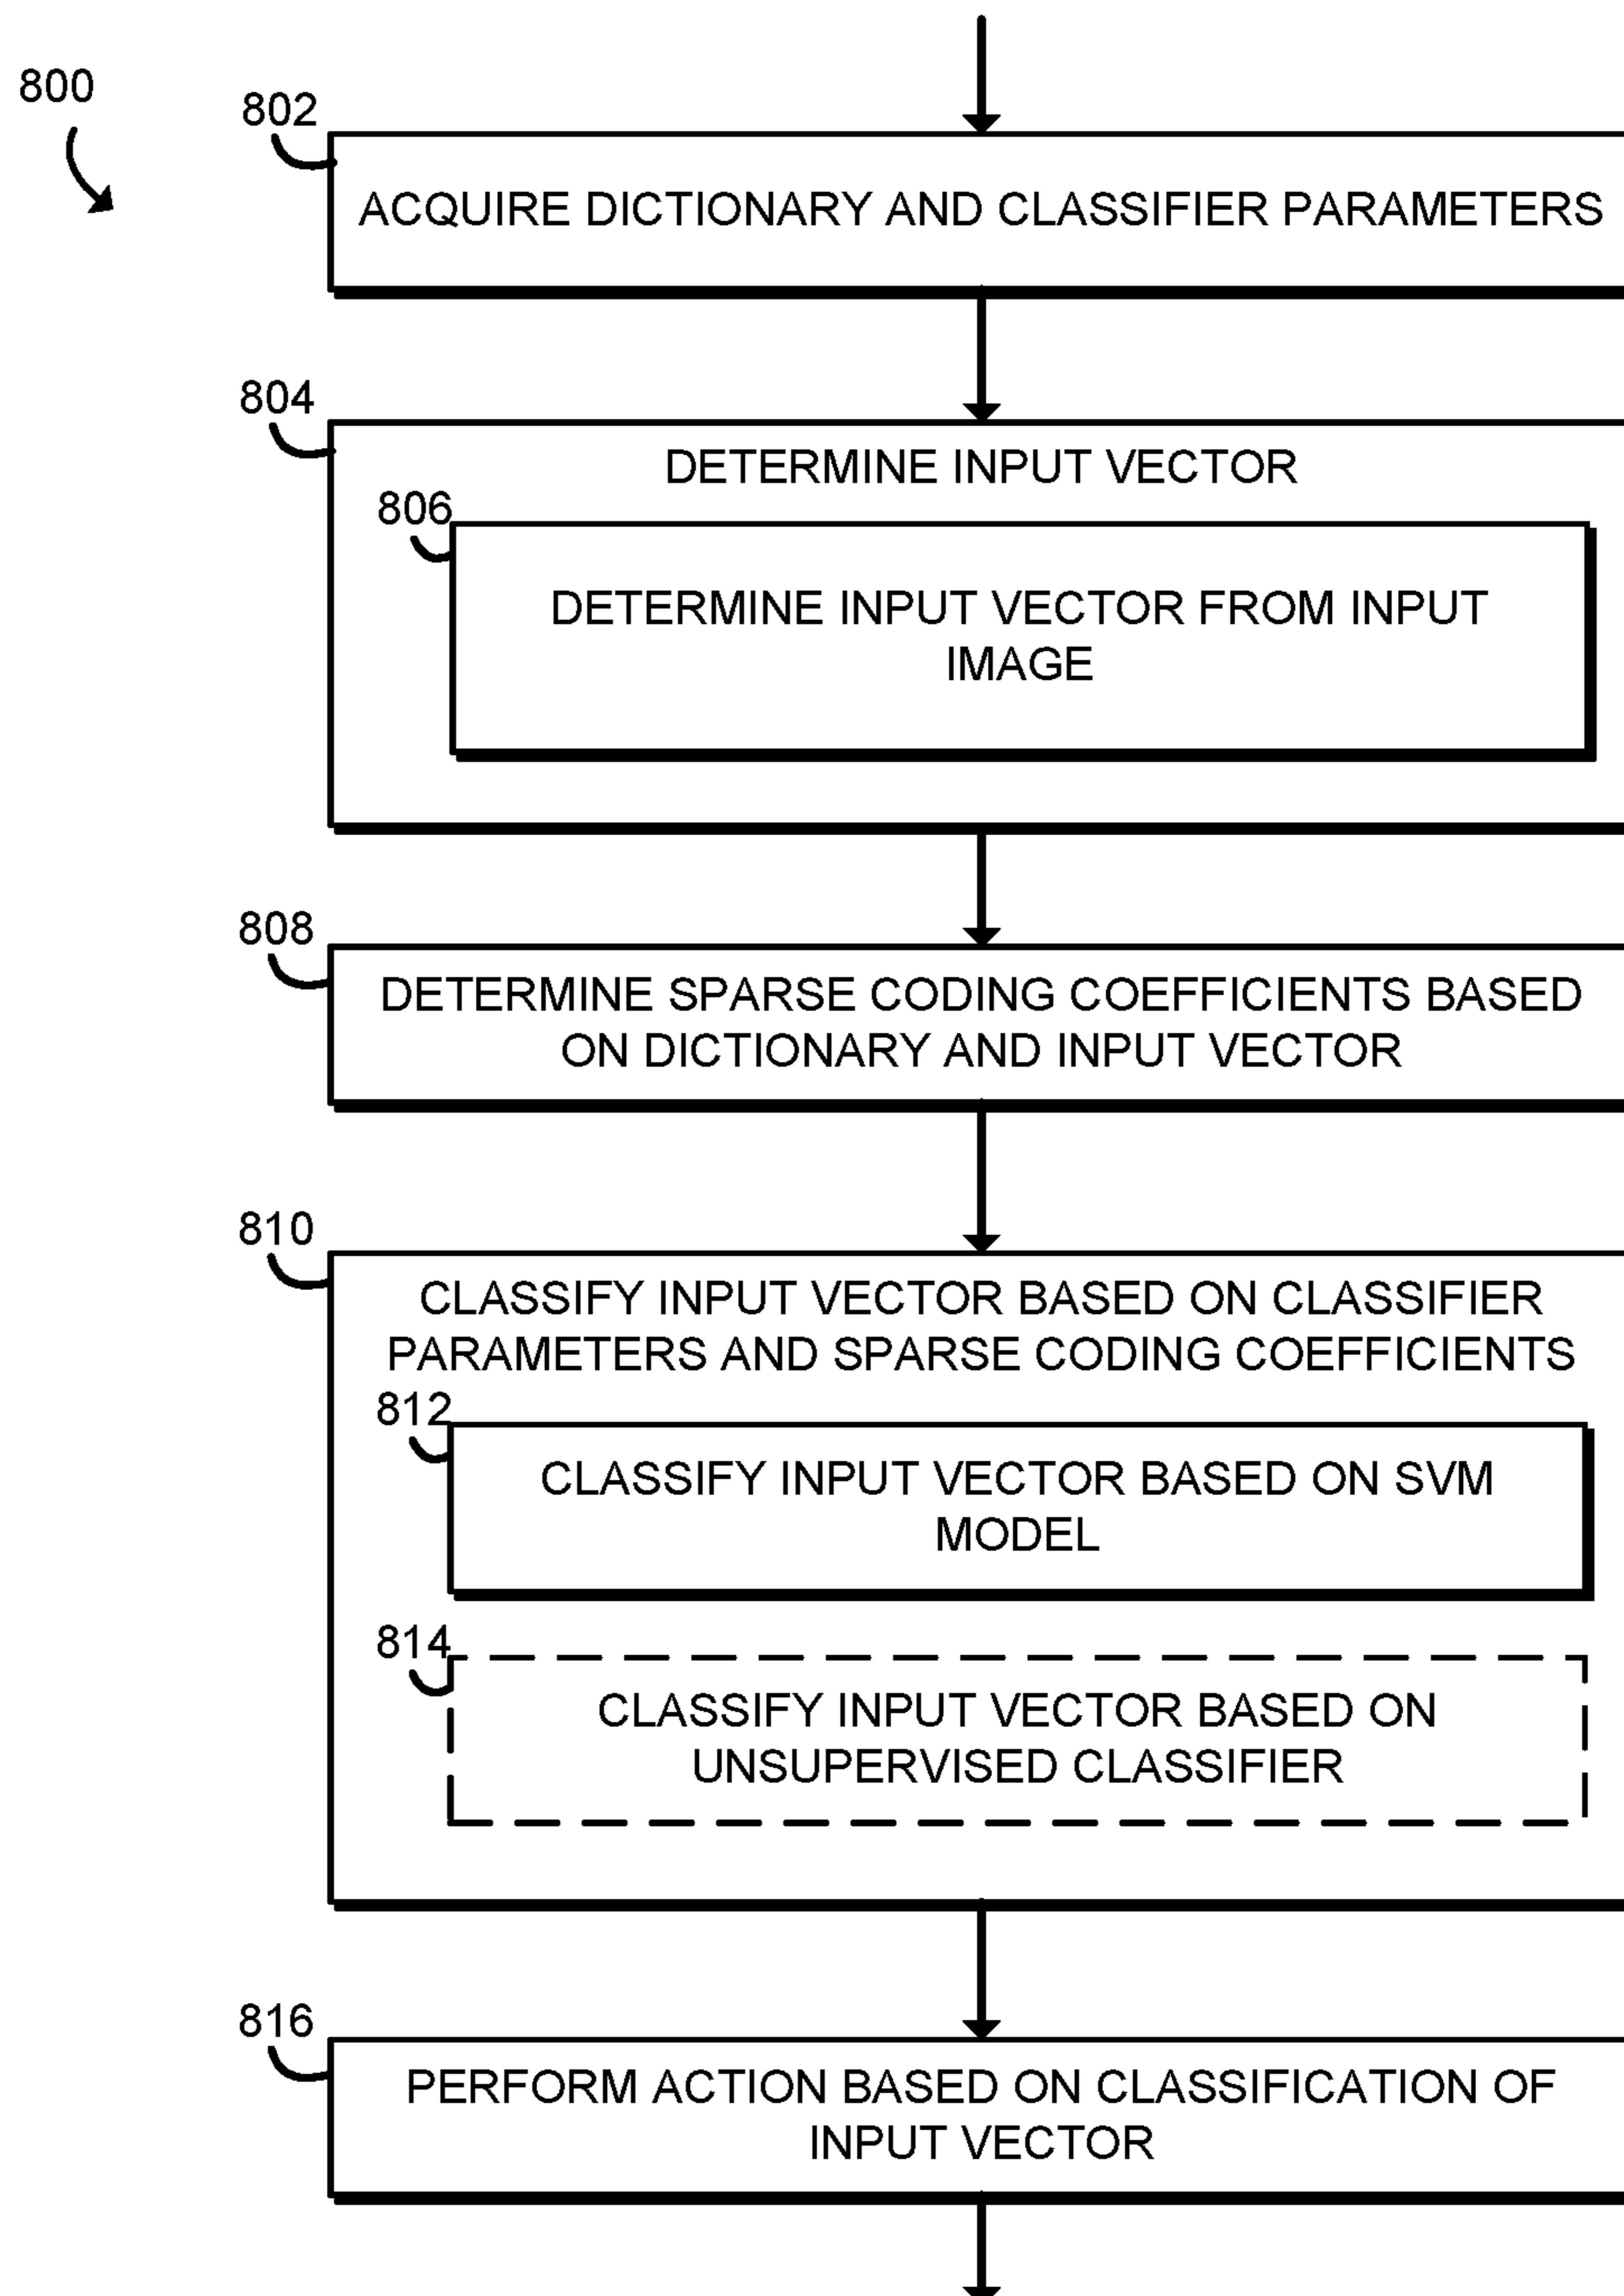 800
802
ACQUIRE DICTIONARY AND CLASSIFIER PARAMETERS
804
DETERMINE INPUT VECTOR
806
DETERMINE INPUT VECTOR FROM INPUT
IMAGE
808
DETERMINE SPARSE CODING COEFFICIENTS BASED
ON DICTIONARY AND INPUT VECTOR
810
CLASSIFY INPUT VECTOR BASED ON CLASSIFIER
PARAMETERS AND SPARSE CODING COEFFICIENTS
812
CLASSIFY INPUT VECTOR BASED ON SVM
MODEL
814
CLASSIFY INPUT VECTOR BASED ON
UNSUPERVISED CLASSIFIER
816
PERFORM ACTION BASED ON CLASSIFICATION OF
INPUT VECTOR